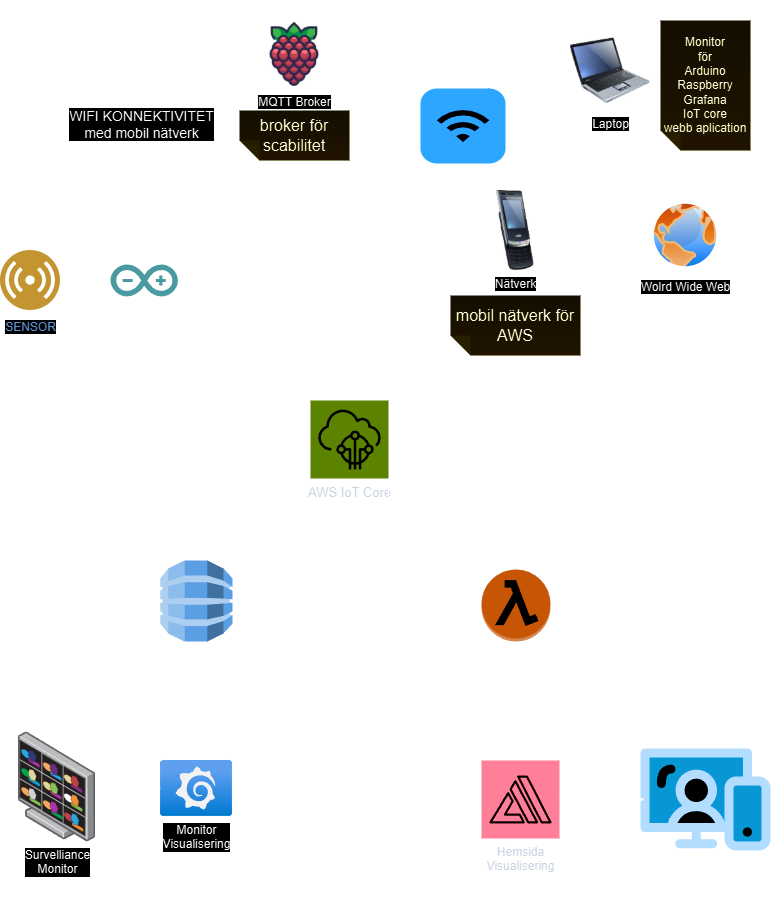 MQTT Broker
WIFI KONNEKTIVITET
med mobil nätverk
broker för
scabilitet
Laptop
Monitor
för
Arduino
Raspberry
Grafana
IoT core
webb aplication
Nätverk
mobil nätverk för
AWS
Wolrd Wide Web
SENSOR
AWS IoT Core
Survelliance
Monitor
Monitor
Visualisering
Hemsida
Visualisering